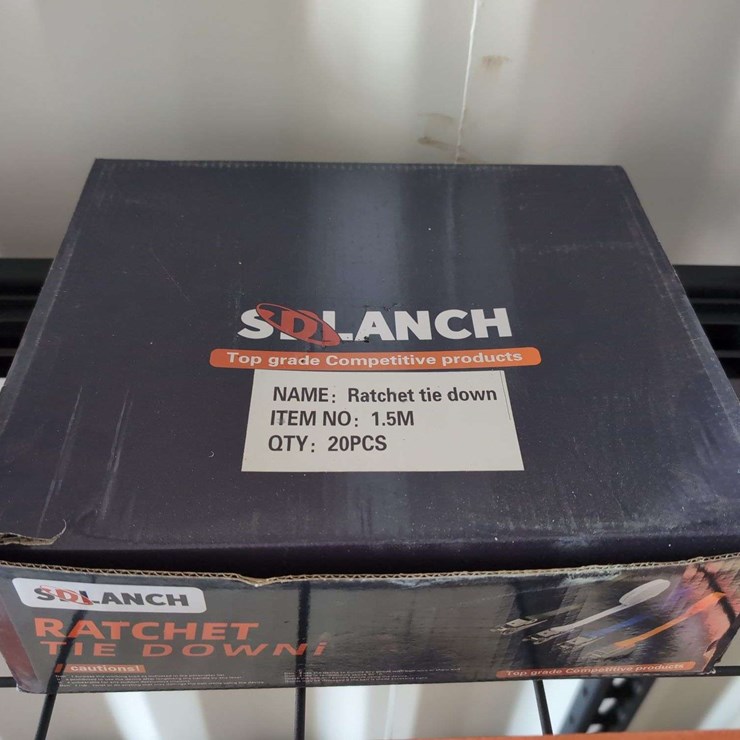 SDLANCH
Top grade Competitive products
NAME: Ratchet tie down
ITEM NO: 1.5M
QTY: 20PCS
SDLANCH
RATCHET
TIE DOWN!
cautions!
Top grade Competitive products